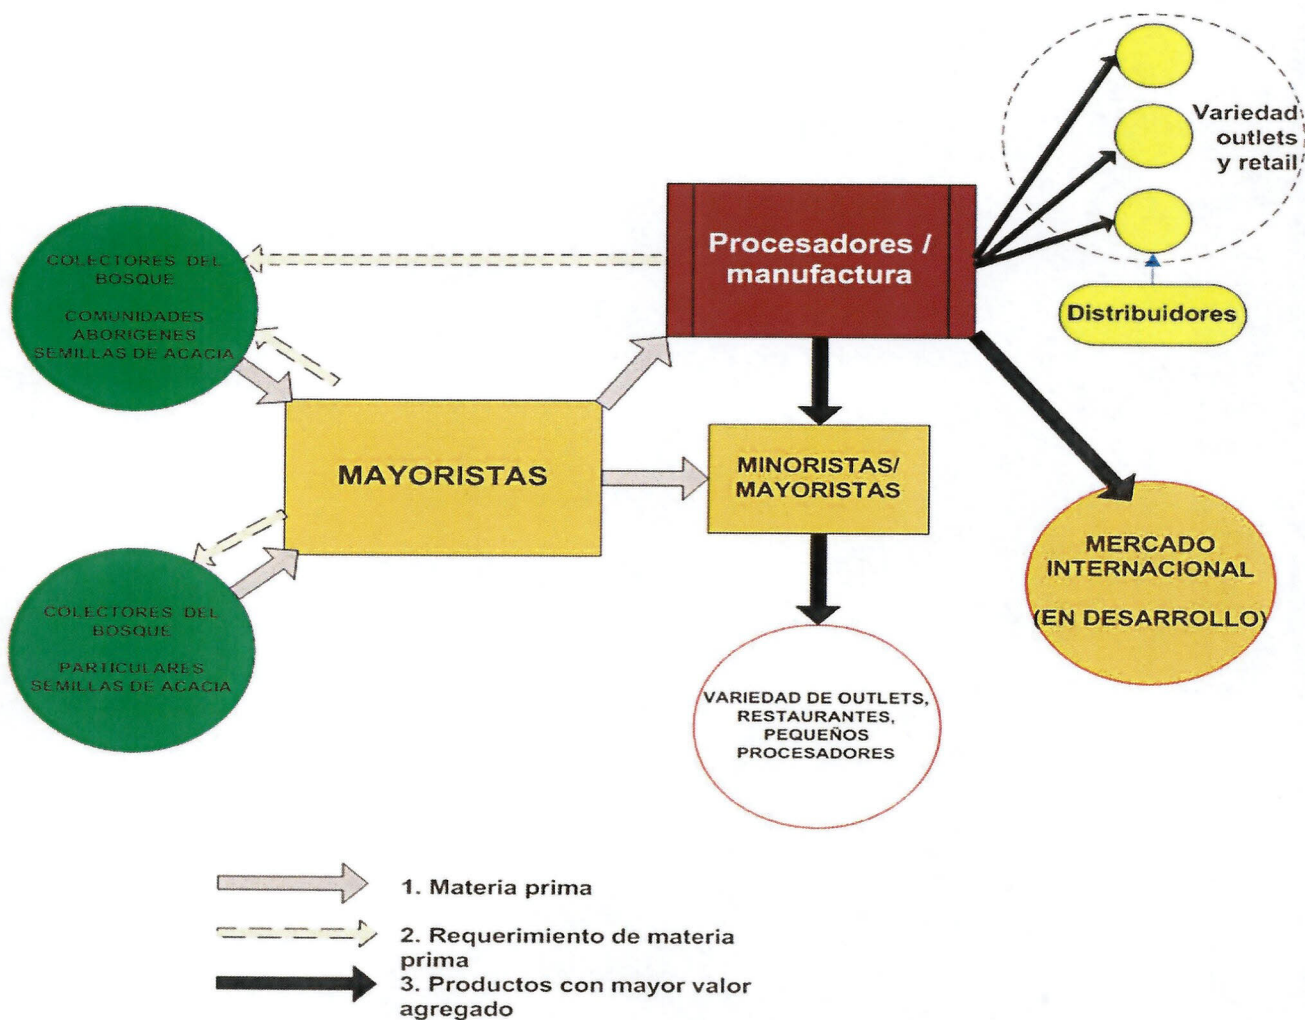 Variedad
outlets
y retail
Procesadores /
manufactura
COLECTORES DEL
BOSQUE
COMUNIDADES
ABORIGENES
SEMILLAS DE ACACIA
Distribuidores
MAYORISTAS
MINORISTAS/
MAYORISTAS
MERCADO
INTERNACIONAL
(EN DESARROLLO)
COLECTORES DEL
BOSQUE
PARTICULARES
SEMILLAS DE ACACIA
VARIEDAD DE OUTLETS,
RESTAURANTES,
PEQUEÑOS
PROCESADORES
1. Materia prima
2. Requerimiento de materia
prima
3. Productos con mayor valor
agregado